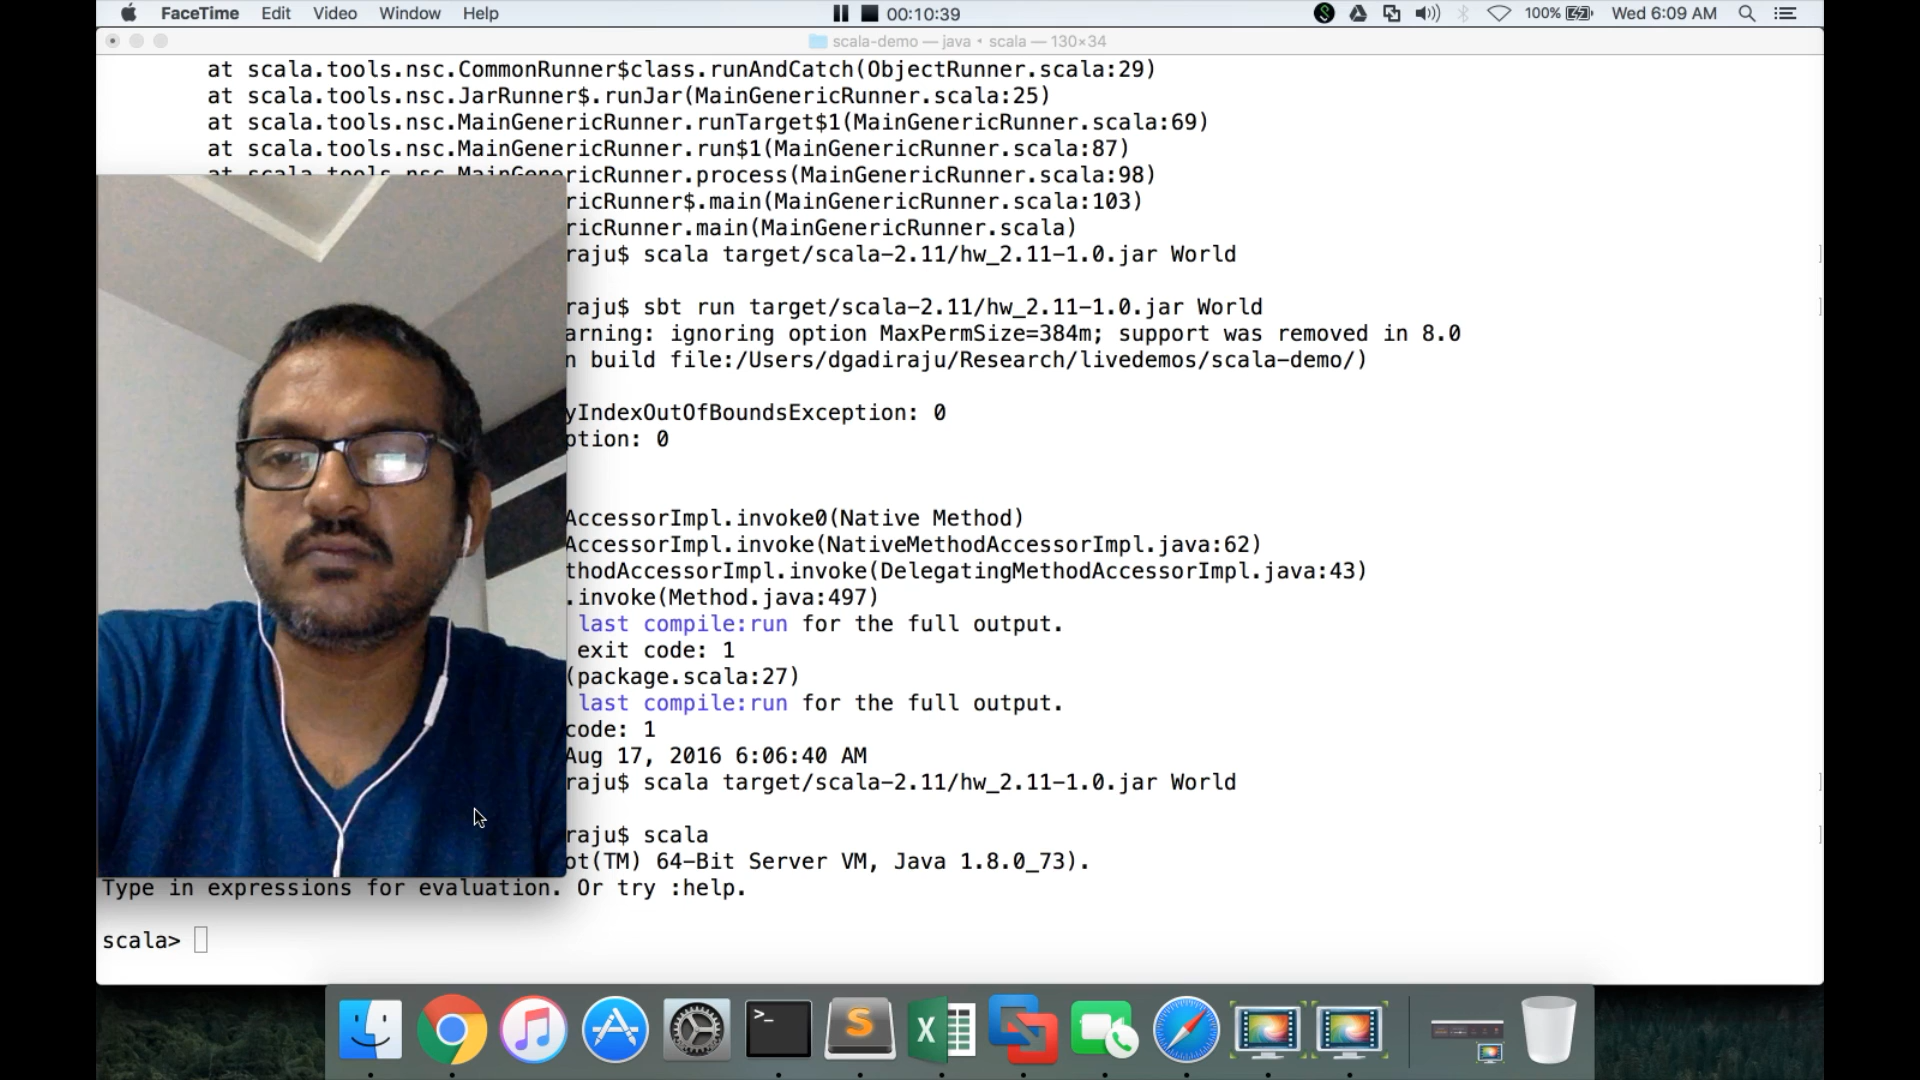 FaceTime Edit Video Window Help 00:10:39 100% Wed 6:09 AM
scala-demo — java • scala — 130×34
at scala.tools.nsc.CommonRunner$class.runAndCatch(ObjectRunner.scala:29)
at scala.tools.nsc.JarRunner$.runJar(MainGenericRunner.scala:25)
at scala.tools.nsc.MainGenericRunner.runTarget$1(MainGenericRunner.scala:69)
at scala.tools.nsc.MainGenericRunner.run$1(MainGenericRunner.scala:87)
at scala.tools.nsc.MainGenericRunner.process(MainGenericRunner.scala:98)
ricRunner$.main(MainGenericRunner.scala:103)
ricRunner.main(MainGenericRunner.scala)
raju$ scala target/scala-2.11/hw_2.11-1.0.jar World
raju$ sbt run target/scala-2.11/hw_2.11-1.0.jar World
arning: ignoring option MaxPermSize=384m; support was removed in 8.0
n build file:/Users/dgadiraju/Research/livedemos/scala-demo/)
yIndexOutOfBoundsException: 0
ption: 0
AccessorImpl.invoke0(Native Method)
AccessorImpl.invoke(NativeMethodAccessorImpl.java:62)
thodAccessorImpl.invoke(DelegatingMethodAccessorImpl.java:43)
.invoke(Method.java:497)
last compile:run for the full output.
exit code: 1
(package.scala:27)
last compile:run for the full output.
code: 1
Aug 17, 2016 6:06:40 AM
raju$ scala target/scala-2.11/hw_2.11-1.0.jar World
raju$ scala
ot(TM) 64-Bit Server VM, Java 1.8.0_73).
Type in expressions for evaluation. Or try :help.
scala>